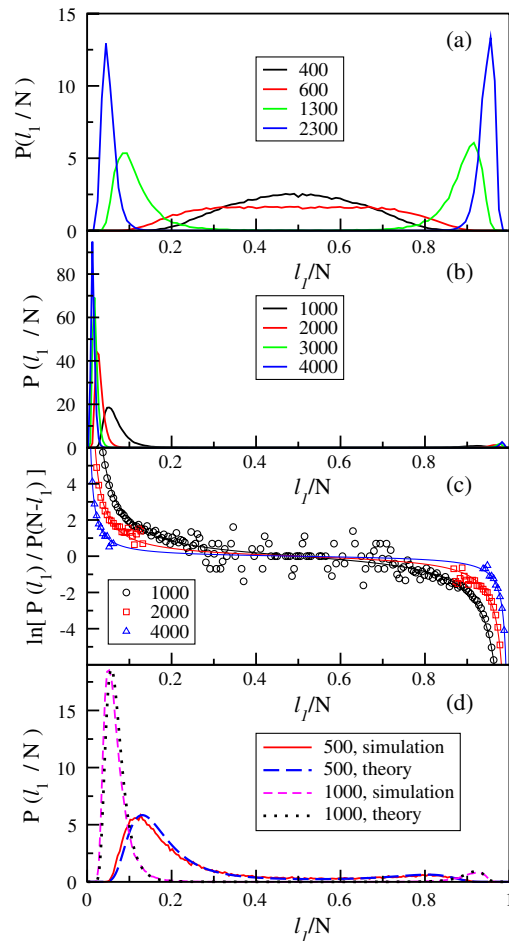 15
(a)
400
600
1300
2300
10
5
0
P(l₁ / N)
0.2 0.4 0.6 0.8
l₁/N
(b)
80
60
40
20
0
P (l₁ / N)
1000
2000
3000
4000
0.2 0.4 0.6 0.8
l₁/N
(c)
4
2
0
-2
-4
ln[ P (l₁) / P(N-l₁) ]
1000
2000
4000
0.2 0.4 0.6 0.8
l₁/N
(d)
15
10
5
0
P (l₁ / N)
500, simulation
500, theory
1000, simulation
1000, theory
0 0.2 0.4 0.6 0.8 1
l₁/N